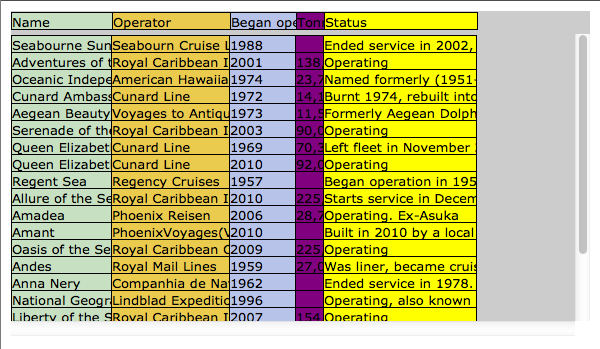 Name Operator Began ope Ton Status
Seabourne Sun Seabourn Cruise L 1988 Ended service in 2002,
Adventures of t Royal Caribbean I 2001 138 Operating
Oceanic Indepe American Hawaiia 1974 23,7 Named formerly (1951-
Cunard Ambass Cunard Line 1972 14,1 Burnt 1974, rebuilt into
Aegean Beauty Voyages to Antiqu 1973 11,5 Formerly Aegean Dolph
Serenade of the Royal Caribbean I 2003 90,0 Operating
Queen Elizabet Cunard Line 1969 70,3 Left fleet in November
Queen Elizabet Cunard Line 2010 92,0 Operating
Regent Sea Regency Cruises 1957 Began operation in 195
Allure of the Se Royal Caribbean I 2010 225 Starts service in Decem
Amadea Phoenix Reisen 2006 28,7 Operating. Ex-Asuka
Amant PhoenixVoyages(V 2010 Built in 2010 by a local
Oasis of the Se Royal Caribbean C 2009 225 Operating
Andes Royal Mail Lines 1959 27,0 Was liner, became cruis
Anna Nery Companhia de Na 1962 Ended service in 1978.
National Geogra Lindblad Expeditic 1996 Operating, also known
Liberty of the S Royal Caribbean I 2007 154 Operating